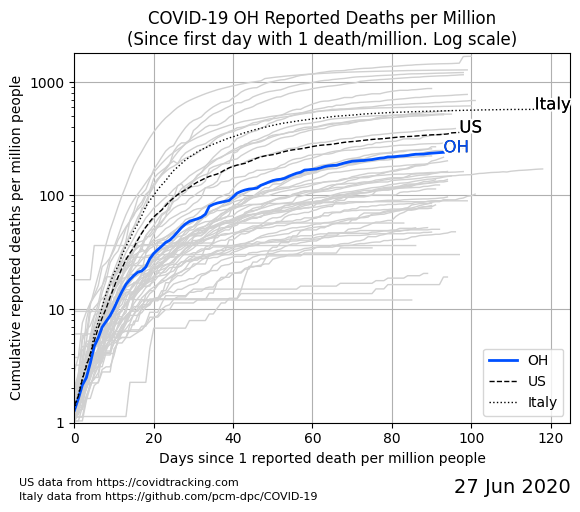 COVID-19 OH Reported Deaths per Million
(Since first day with 1 death/million. Log scale)
Cumulative reported deaths per million people
1000
100
10
1
Italy
US
OH
OH
US
Italy
0 20 40 60 80 100 120
Days since 1 reported death per million people
US data from https://covidtracking.com
Italy data from https://github.com/pcm-dpc/COVID-19
27 Jun 2020